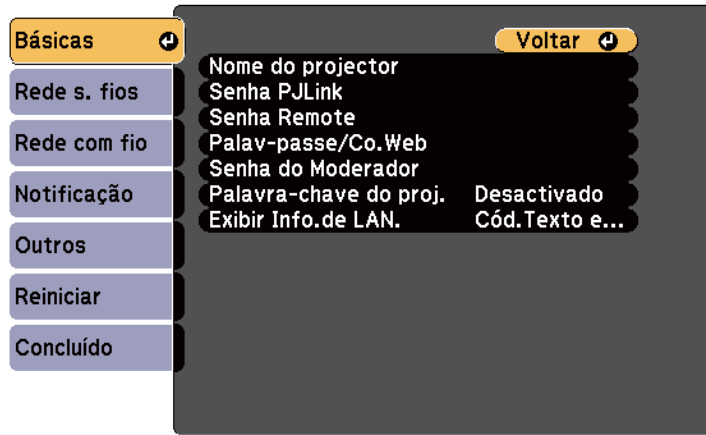 Básicas
Voltar
Nome do projector
Rede s. fios
Senha PJLink
Senha Remote
Rede com fio
Palav-passe/Co.Web
Senha do Moderador
Notificação
Palavra-chave do proj. Desactivado
Exibir Info.de LAN. Cód.Texto e...
Outros
Reiniciar
Concluído